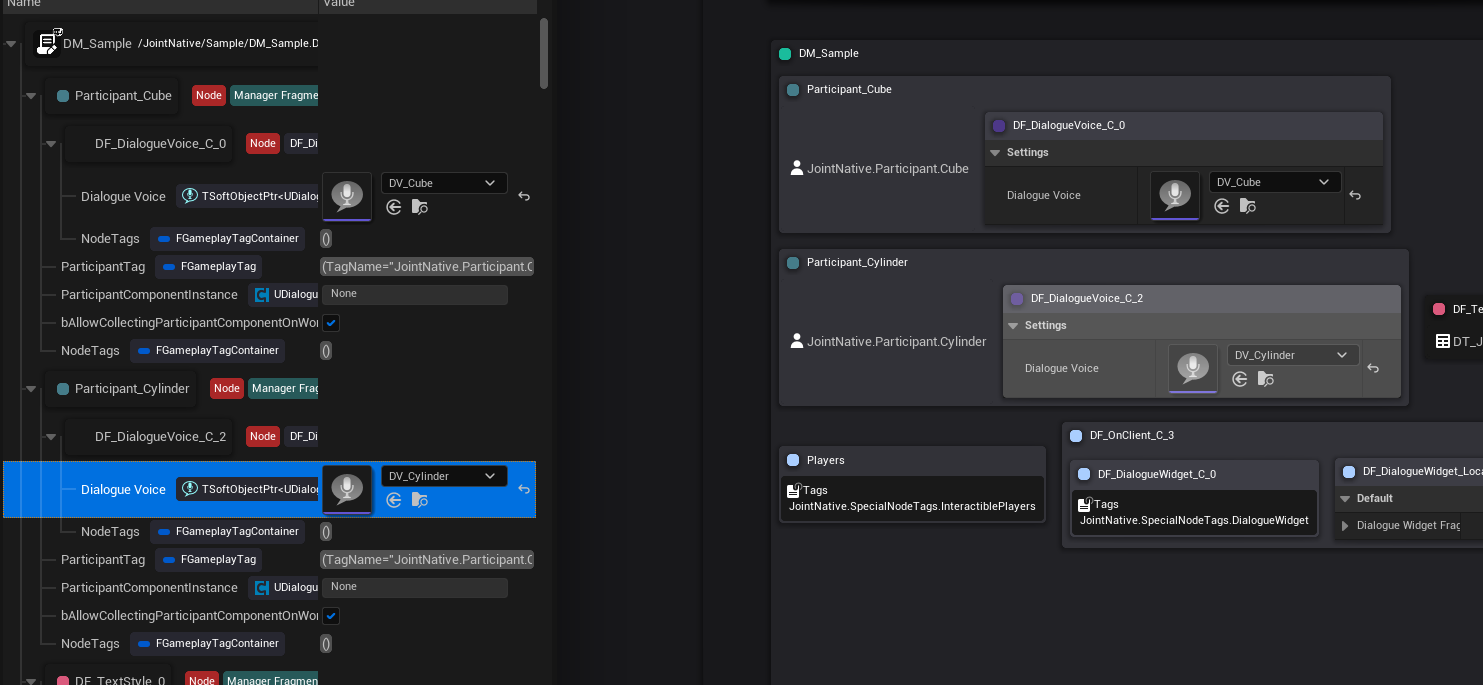 Name
Value
DM_Sample /JointNative/Sample/DM_Sample.D
Participant_Cube Node Manager Fragme
DF_DialogueVoice_C_0 Node DF_Di
Dialogue Voice TSoftObjectPtr<UDialog DV_Cube
NodeTags FGameplayTagContainer ()
ParticipantTag FGameplayTag (TagName="JointNative.Participant.C
ParticipantComponentInstance UDialogu None
bAllowCollectingParticipantComponentOnWor
NodeTags FGameplayTagContainer ()
Participant_Cylinder Node Manager Frag
DF_DialogueVoice_C_2 Node DF_Di
Dialogue Voice TSoftObjectPtr<UDialog DV_Cylinder
NodeTags FGameplayTagContainer ()
ParticipantTag FGameplayTag (TagName="JointNative.Participant.C
ParticipantComponentInstance UDialogu None
bAllowCollectingParticipantComponentOnWor
NodeTags FGameplayTagContainer ()
DF_TextStyle_0 Node Manager Fragmen
DM_Sample
Participant_Cube
DF_DialogueVoice_C_0
Settings
JointNative.Participant.Cube
Dialogue Voice DV_Cube
Participant_Cylinder
DF_DialogueVoice_C_2
Settings
JointNative.Participant.Cylinder
Dialogue Voice DV_Cylinder
DF_Te
DT_J
Players
Tags
JointNative.SpecialNodeTags.InteractiblePlayers
DF_OnClient_C_3
DF_DialogueWidget_C_0
Tags
JointNative.SpecialNodeTags.DialogueWidget
DF_DialogueWidget_Loca
Default
Dialogue Widget Frag